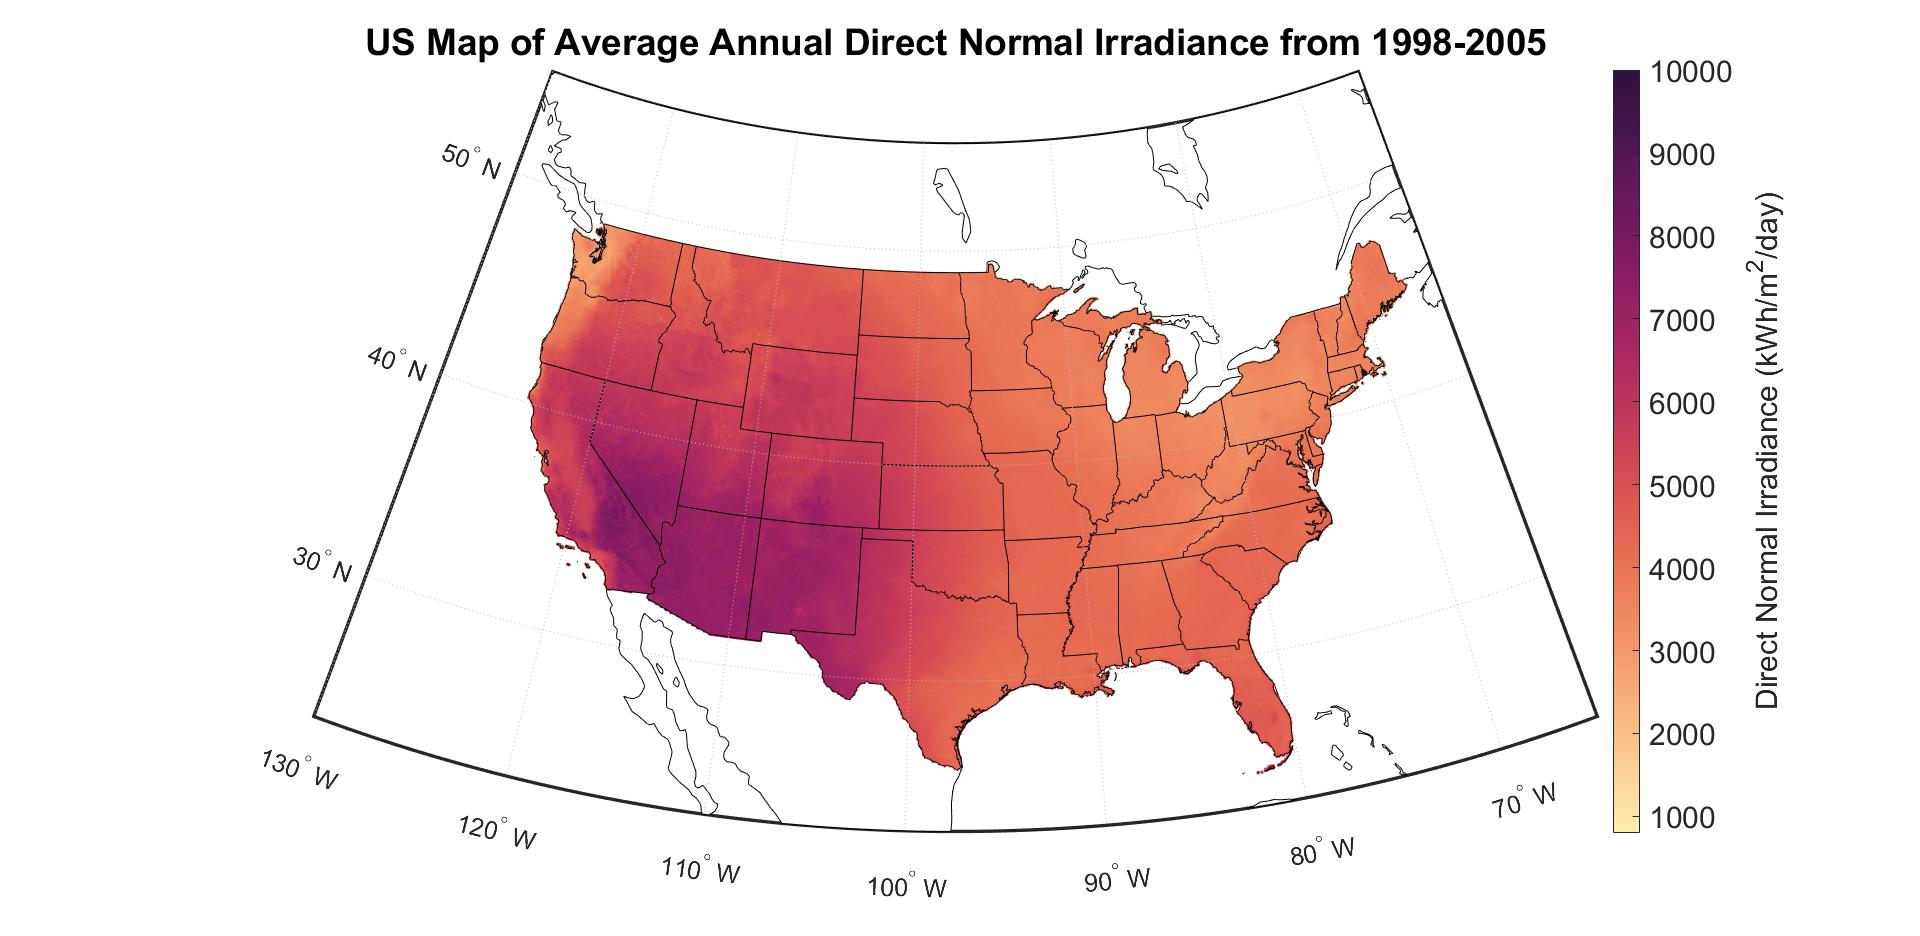 US Map of Average Annual Direct Normal Irradiance from 1998-2005
50° N
40° N
30° N
130° W
120° W
110° W
100° W
90° W
80° W
70° W
10000
9000
8000
7000
6000
5000
4000
3000
2000
1000
Direct Normal Irradiance (kWh/m²/day)